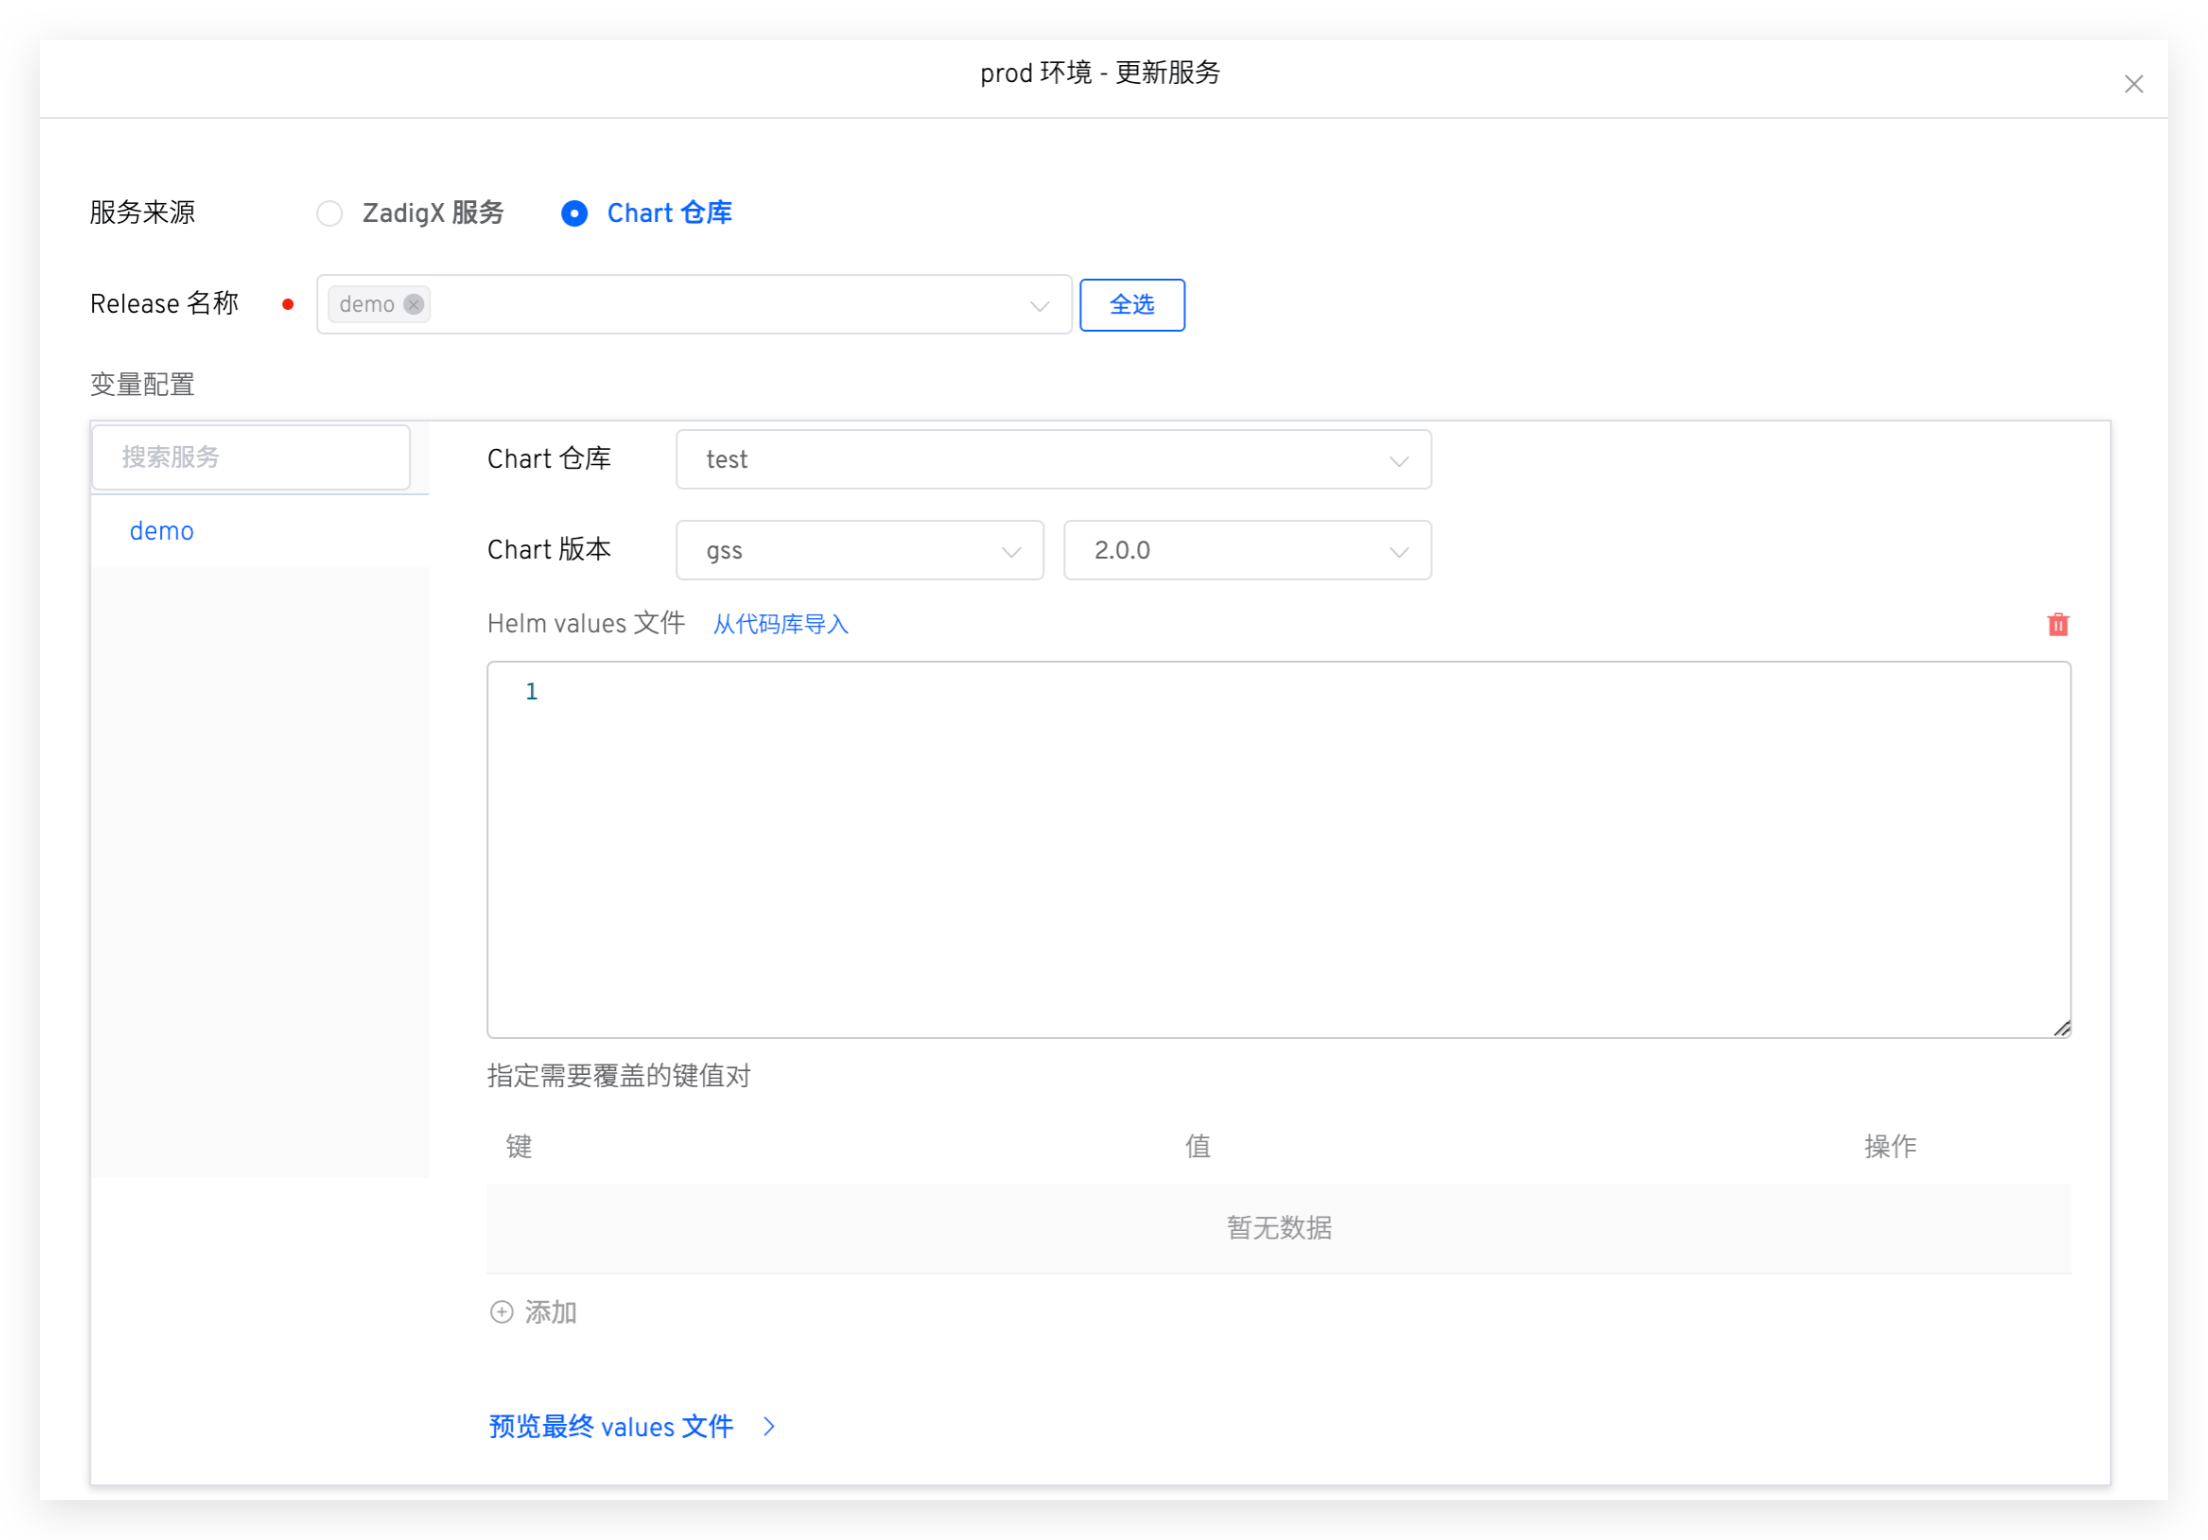 prod 环境 - 更新服务
服务来源 ZadigX 服务 Chart 仓库
Release 名称 demo 全选
变量配置
搜索服务
demo
Chart 仓库 test
Chart 版本 gss 2.0.0
Helm values 文件 从代码库导入
1
指定需要覆盖的键值对
键 值 操作
暂无数据
添加
预览最终 values 文件